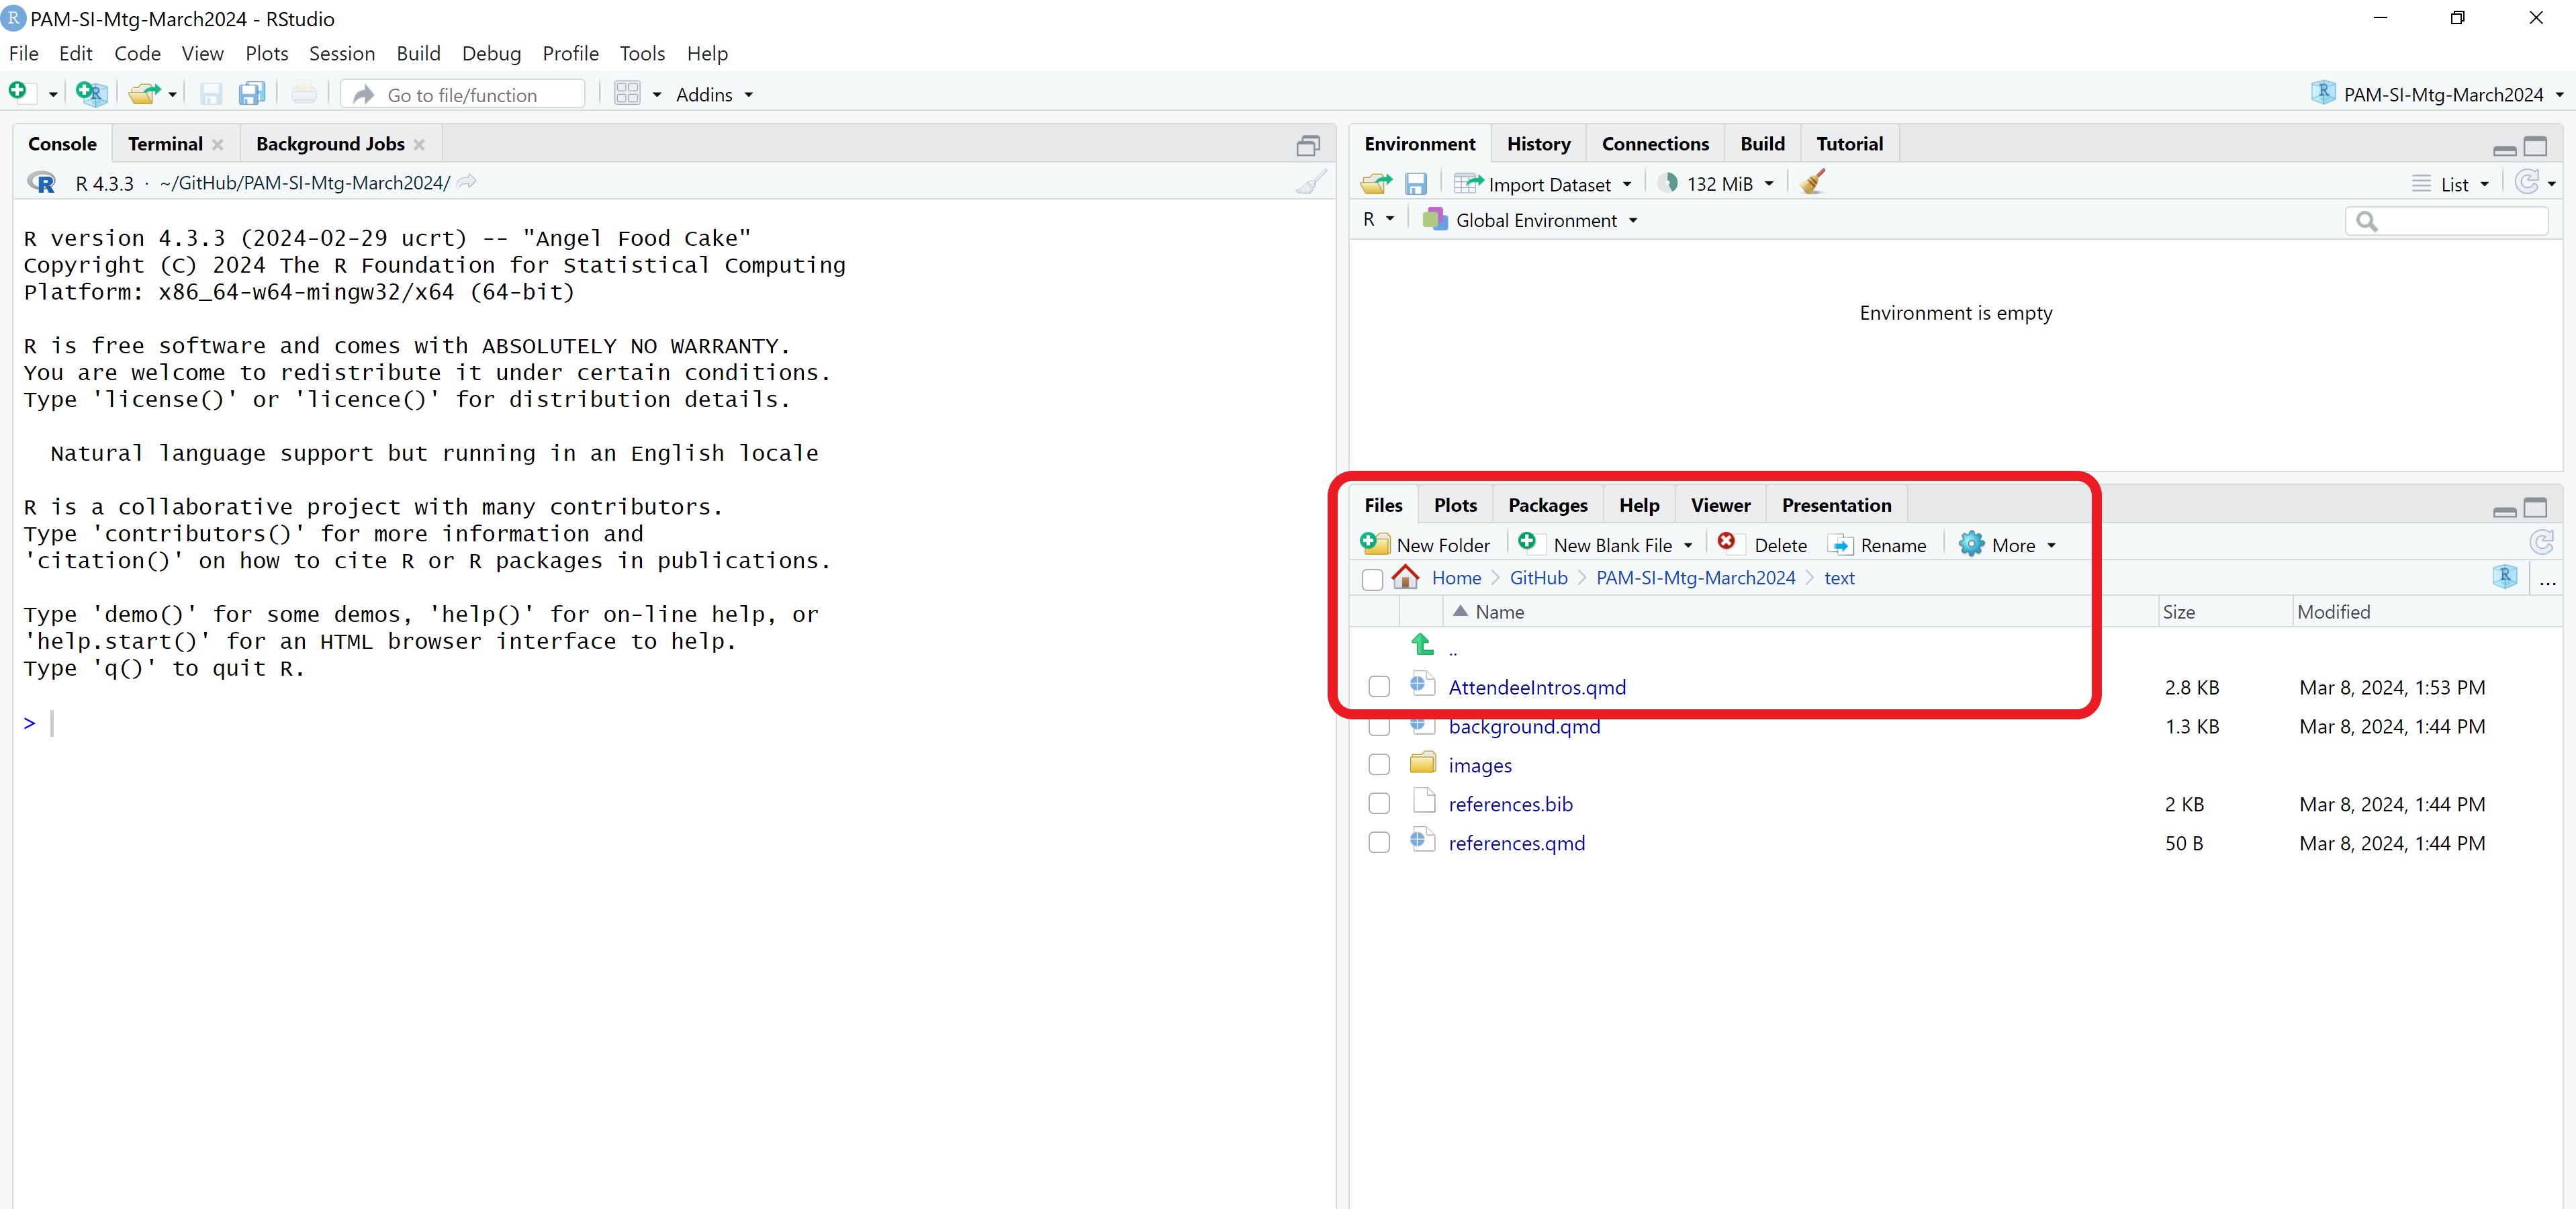 PAM-SI-Mtg-March2024 - RStudio
File Edit Code View Plots Session Build Debug Profile Tools Help
Go to file/function Addins PAM-SI-Mtg-March2024
Console Terminal Background Jobs
R 4.3.3 · ~/GitHub/PAM-SI-Mtg-March2024/
R version 4.3.3 (2024-02-29 ucrt) -- "Angel Food Cake"
Copyright (C) 2024 The R Foundation for Statistical Computing
Platform: x86_64-w64-mingw32/x64 (64-bit)
R is free software and comes with ABSOLUTELY NO WARRANTY.
You are welcome to redistribute it under certain conditions.
Type 'license()' or 'licence()' for distribution details.
Natural language support but running in an English locale
R is a collaborative project with many contributors.
Type 'contributors()' for more information and
'citation()' on how to cite R or R packages in publications.
Type 'demo()' for some demos, 'help()' for on-line help, or
'help.start()' for an HTML browser interface to help.
Type 'q()' to quit R.
>
Environment History Connections Build Tutorial
Import Dataset 132 MiB List
R Global Environment
Environment is empty
Files Plots Packages Help Viewer Presentation
New Folder New Blank File Delete Rename More
Home GitHub PAM-SI-Mtg-March2024 text ...
Name Size Modified
..
AttendeeIntros.qmd 2.8 KB Mar 8, 2024, 1:53 PM
background.qmd 1.3 KB Mar 8, 2024, 1:44 PM
images
references.bib 2 KB Mar 8, 2024, 1:44 PM
references.qmd 50 B Mar 8, 2024, 1:44 PM